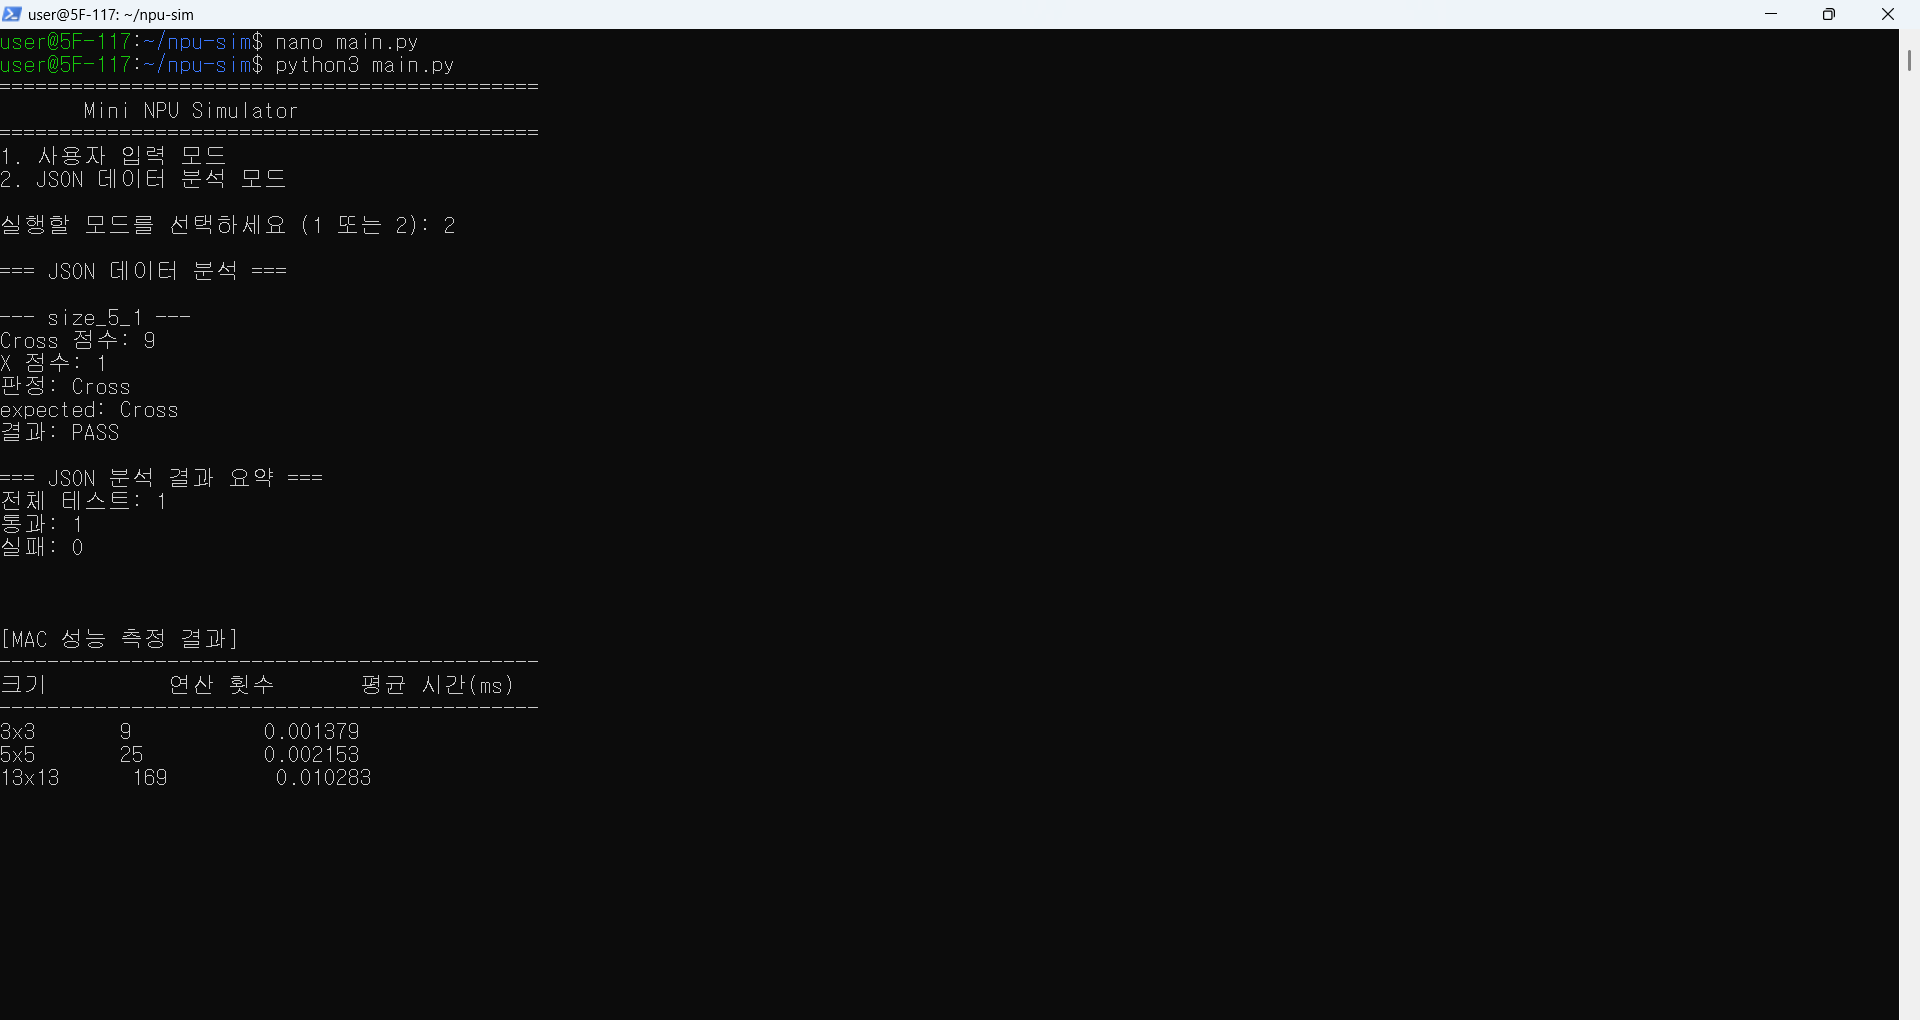 user@5F-117: ~/npu-sim
user@5F-117:~/npu-sim$ nano main.py
user@5F-117:~/npu-sim$ python3 main.py
=============================================
       Mini NPU Simulator
=============================================
1. 사용자 입력 모드
2. JSON 데이터 분석 모드

실행할 모드를 선택하세요 (1 또는 2): 2

=== JSON 데이터 분석 ===

--- size_5_1 ---
Cross 점수: 9
X 점수: 1
판정: Cross
expected: Cross
결과: PASS

=== JSON 분석 결과 요약 ===
전체 테스트: 1
통과: 1
실패: 0

[MAC 성능 측정 결과]
---------------------------------------------
크기          연산 횟수       평균 시간(ms)
---------------------------------------------
3x3       9           0.001379
5x5       25          0.002153
13x13      169         0.010283